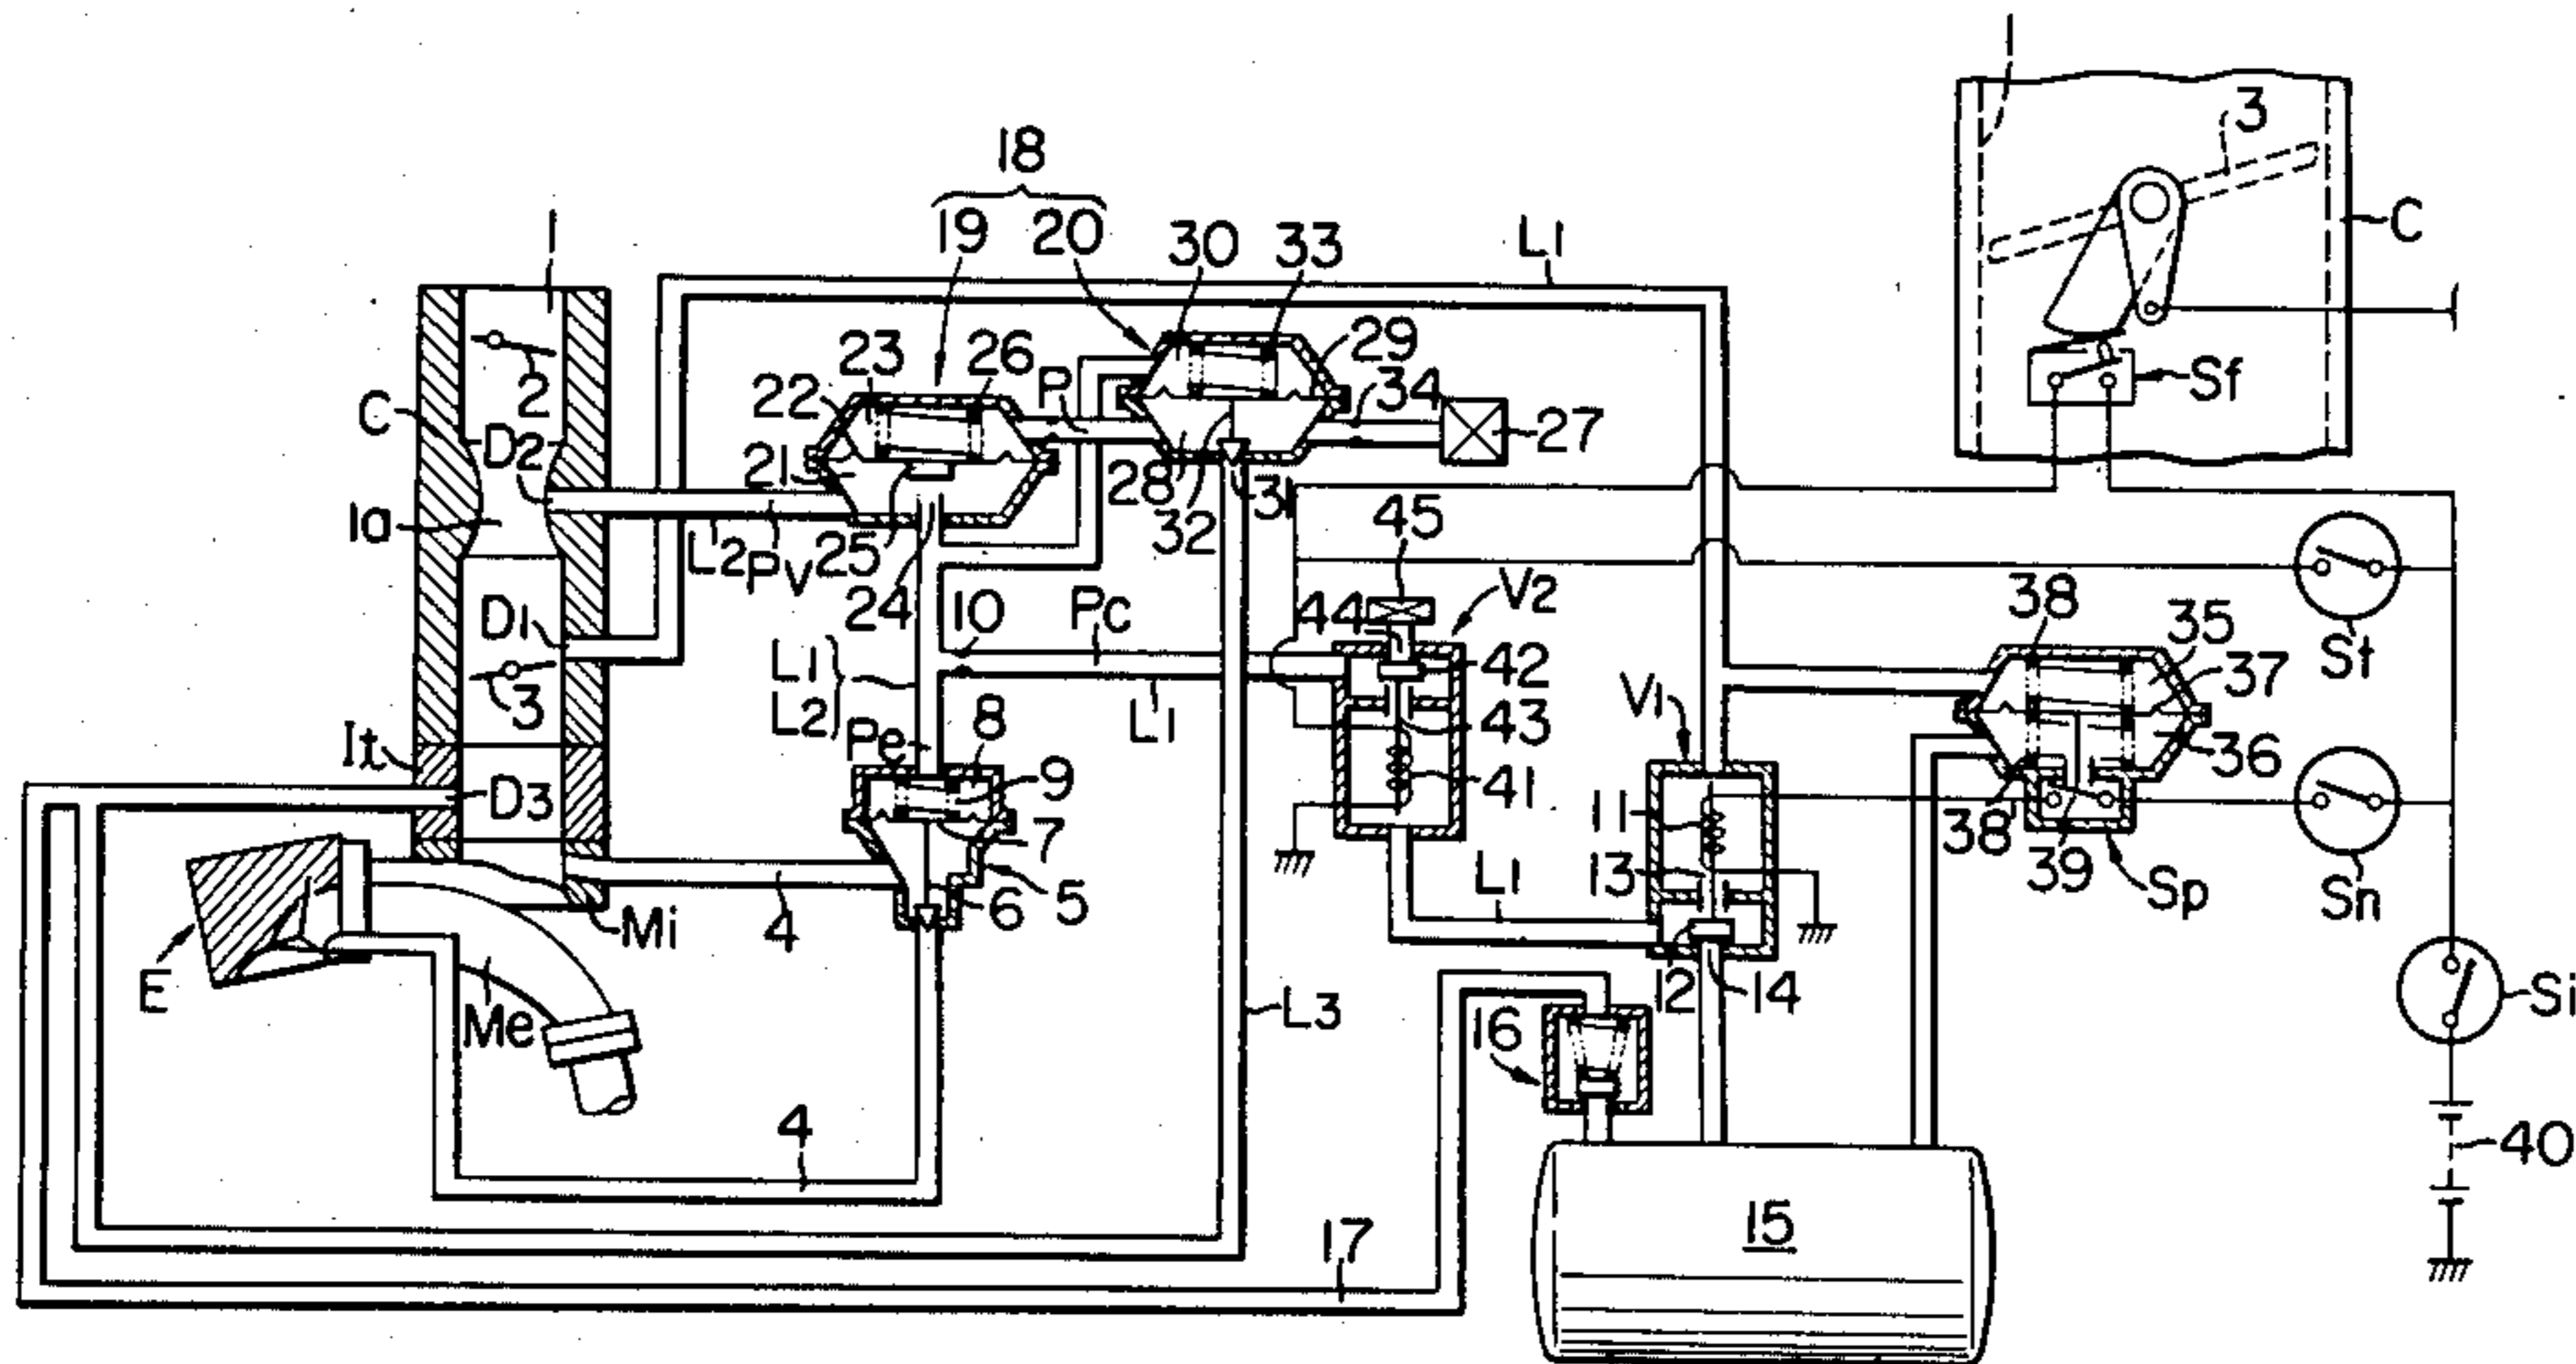 1
3
18
C
19 20 30 33 L1
1
Sf
23 26 29
P 34
22
2
C
D2 21 28 27
32 31
1a 45
L2 Pv 25
24 V2
10 44 38 35
D1 Pc St
L1 42 37
L2 V1
3 L1 43 36
It Pe 8
D3 9 41 11
7 38' 39 Sp Sn
13
L1
4 6 5
Mi
E 12 14 Si
Me L3
16
4 40
15
17